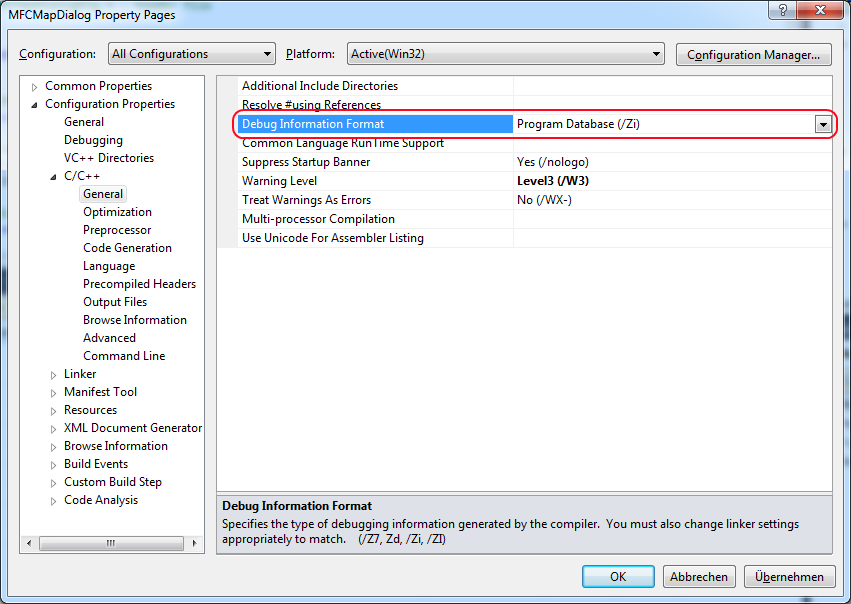 MFCMapDialog Property Pages
Configuration: All Configurations Platform: Active(Win32) Configuration Manager...
Common Properties
Configuration Properties
General
Debugging
VC++ Directories
C/C++
General
Optimization
Preprocessor
Code Generation
Language
Precompiled Headers
Output Files
Browse Information
Advanced
Command Line
Linker
Manifest Tool
Resources
XML Document Generator
Browse Information
Build Events
Custom Build Step
Code Analysis
Additional Include Directories
Resolve #using References
Debug Information Format Program Database (/Zi)
Common Language RunTime Support
Suppress Startup Banner Yes (/nologo)
Warning Level Level3 (/W3)
Treat Warnings As Errors No (/WX-)
Multi-processor Compilation
Use Unicode For Assembler Listing
Debug Information Format
Specifies the type of debugging information generated by the compiler. You must also change linker settings
appropriately to match. (/Z7, Zd, /Zi, /ZI)
OK Abbrechen Übernehmen